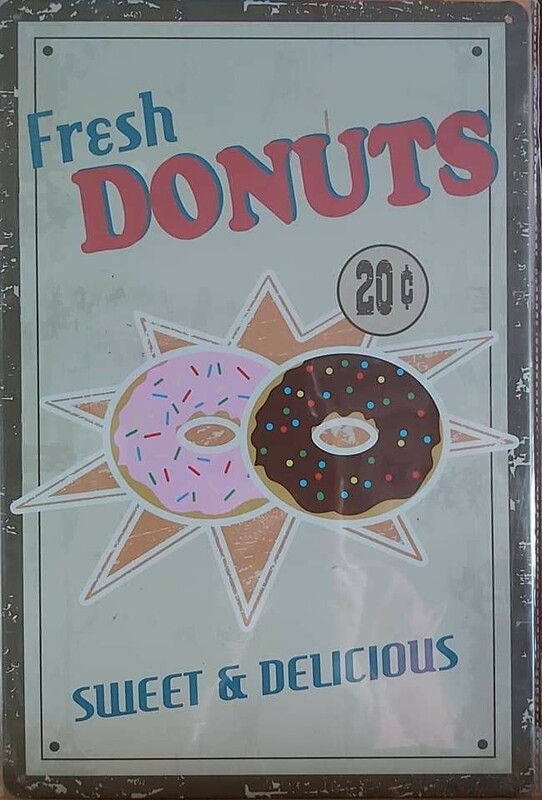 Fresh
DONUTS
20¢
SWEET & DELICIOUS